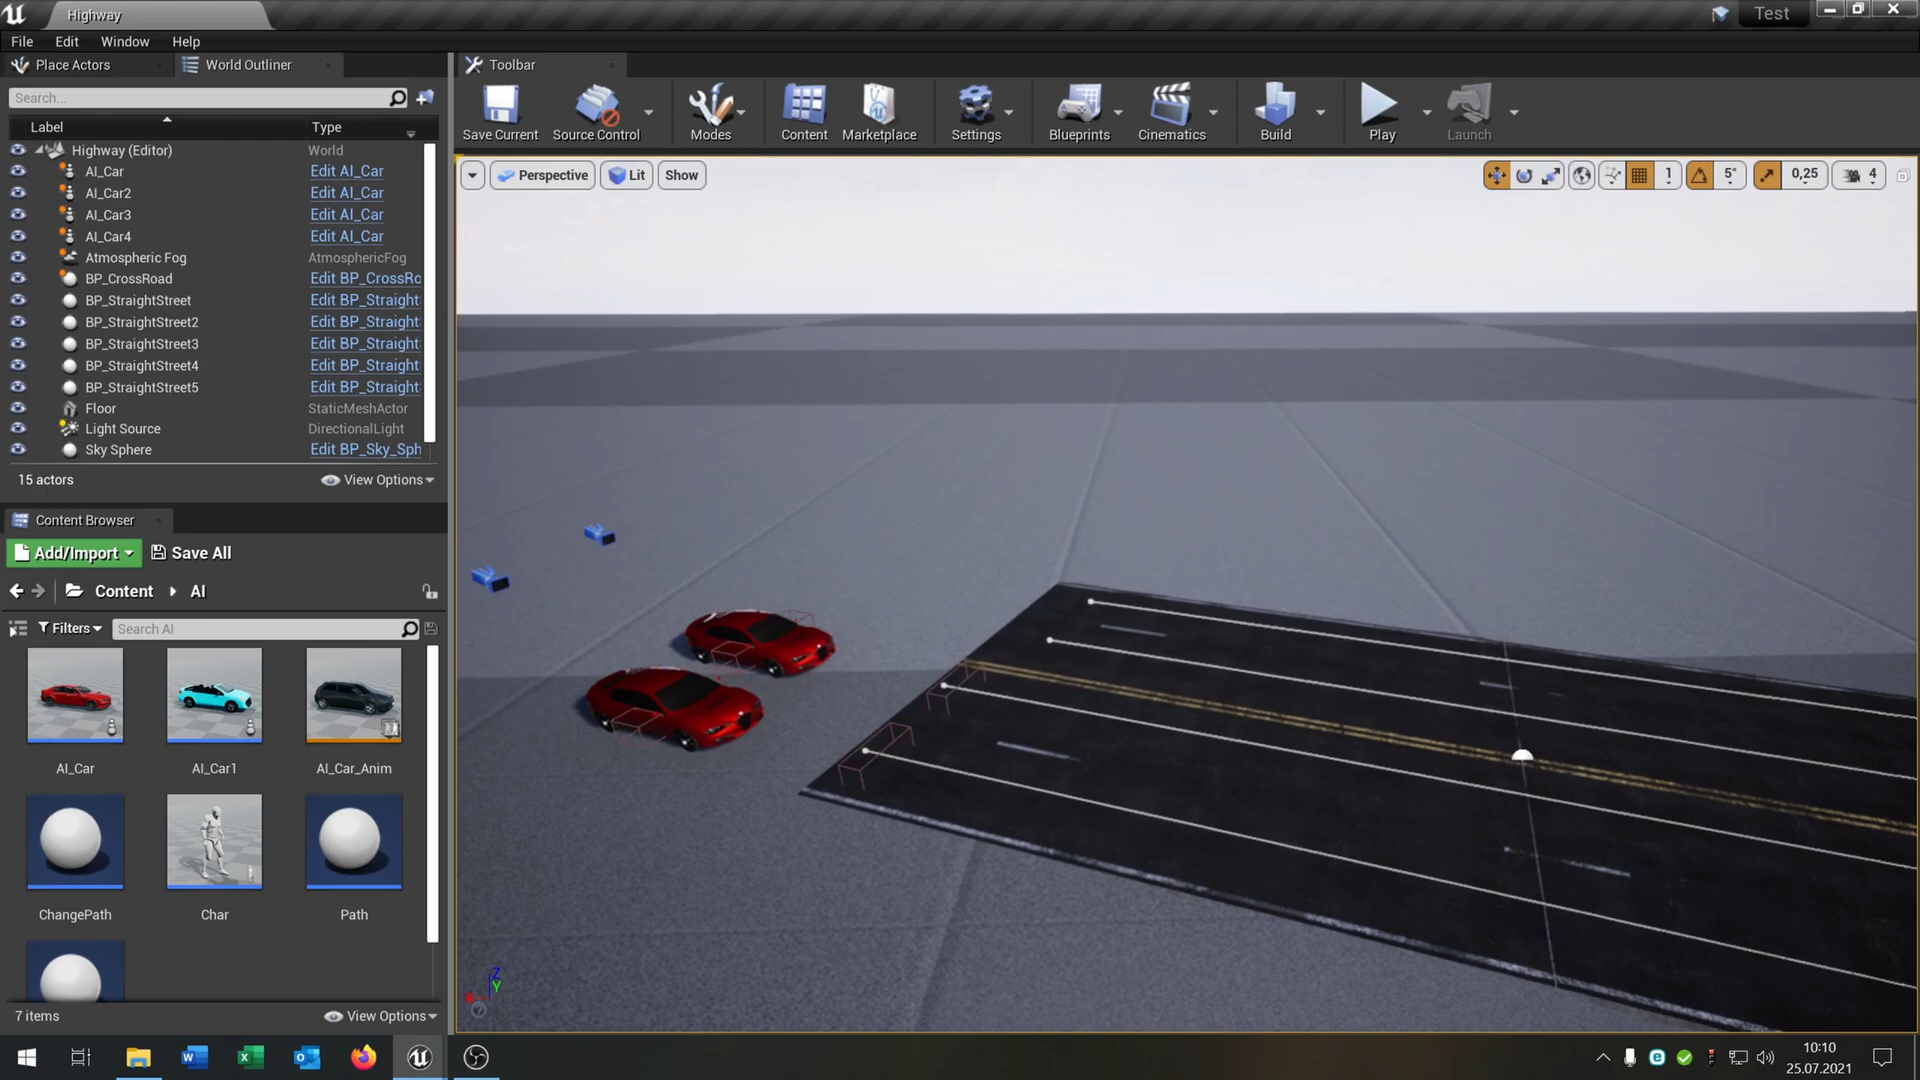 Highway
Test
File Edit Window Help
Place Actors
World Outliner
Toolbar
Search...
Label Type
Highway (Editor) World
AI_Car Edit AI_Car
AI_Car2 Edit AI_Car
AI_Car3 Edit AI_Car
AI_Car4 Edit AI_Car
Atmospheric Fog AtmosphericFog
BP_CrossRoad Edit BP_CrossRo
BP_StraightStreet Edit BP_Straight
BP_StraightStreet2 Edit BP_Straight
BP_StraightStreet3 Edit BP_Straight
BP_StraightStreet4 Edit BP_Straight
BP_StraightStreet5 Edit BP_Straight
Floor StaticMeshActor
Light Source DirectionalLight
Sky Sphere Edit BP_Sky_Sph
15 actors View Options
Save Current Source Control Modes Content Marketplace Settings Blueprints Cinematics Build Play Launch
Perspective Lit Show
1 5° 0,25 4
Content Browser
Add/Import Save All
Content AI
Filters Search AI
AI_Car AI_Car1 AI_Car_Anim
ChangePath Char Path
7 items View Options
Z
Y
X
10:10
25.07.2021